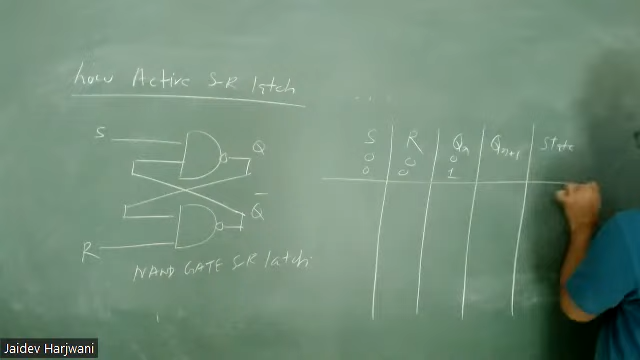 Low Active S-R latch
S
Q
Q̅
R
NAND GATE S-R latch
S R Qn Qn+1 State
0 0 0
0 0 1
Jaidev Harjwani